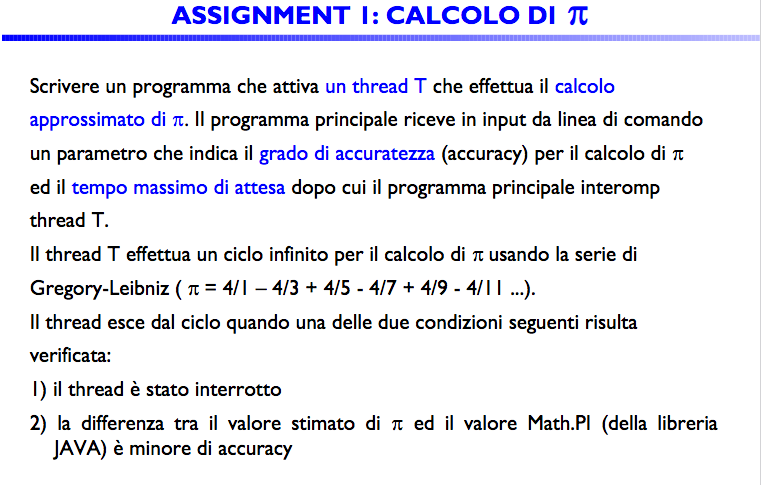 ASSIGNMENT 1: CALCOLO DI π
Scrivere un programma che attiva un thread T che effettua il calcolo
approssimato di π. Il programma principale riceve in input da linea di comando
un parametro che indica il grado di accuratezza (accuracy) per il calcolo di π
ed il tempo massimo di attesa dopo cui il programma principale interomp
thread T.
Il thread T effettua un ciclo infinito per il calcolo di π usando la serie di
Gregory-Leibniz ( π = 4/1 – 4/3 + 4/5 - 4/7 + 4/9 - 4/11 ...).
Il thread esce dal ciclo quando una delle due condizioni seguenti risulta
verificata:
1) il thread è stato interrotto
2) la differenza tra il valore stimato di π ed il valore Math.PI (della libreria
JAVA) è minore di accuracy